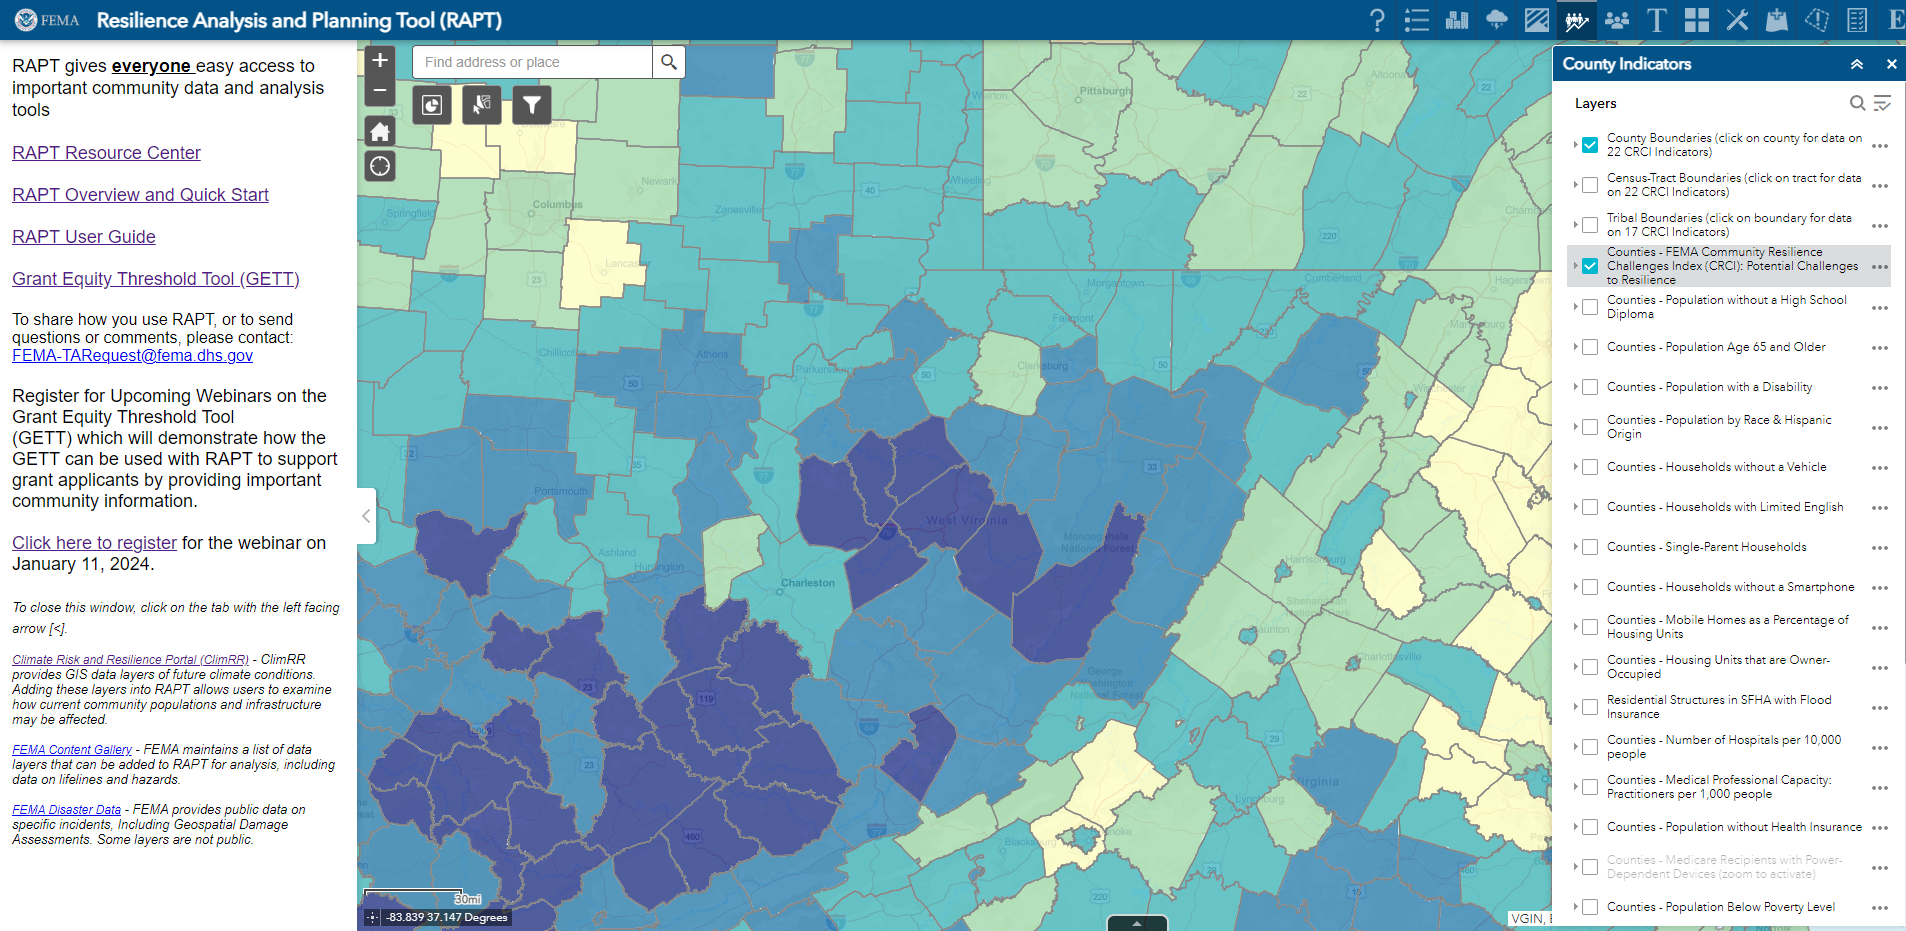 FEMA
Resilience Analysis and Planning Tool (RAPT)
RAPT gives everyone easy access to
important community data and analysis
tools
RAPT Resource Center
RAPT Overview and Quick Start
RAPT User Guide
Grant Equity Threshold Tool (GETT)
To share how you use RAPT, or to send
questions or comments, please contact:
FEMA-TARequest@fema.dhs.gov
Register for Upcoming Webinars on the
Grant Equity Threshold Tool
(GETT) which will demonstrate how the
GETT can be used with RAPT to support
grant applicants by providing important
community information.
Click here to register for the webinar on
January 11, 2024.
To close this window, click on the tab with the left facing
arrow [<].
Climate Risk and Resilience Portal (ClimRR) - ClimRR
provides GIS data layers of future climate conditions.
Adding these layers into RAPT allows users to examine
how current community populations and infrastructure
may be affected.
FEMA Content Gallery - FEMA maintains a list of data
layers that can be added to RAPT for analysis, including
data on lifelines and hazards.
FEMA Disaster Data - FEMA provides public data on
specific incidents, Including Geospatial Damage
Assessments. Some layers are not public.
Find address or place
Pittsburgh
Altoona
Weirton
Wheeling
Newark
Columbus
Zanesville
Springfield
Lancaster
Cumberland
Hagerstown
Morgantown
Fairmont
Chillicothe
Athens
Parkersburg
Clarksburg
Winchester
Portsmouth
West Virginia
Monongahela
National Forest
Ashland
Huntington
Charleston
Harrisonburg
Shenandoah
National Park
Staunton
Charlottesville
George
Washington
National Forest
Virginia
Lynchburg
Blacksburg
Roanoke
30mi
-83.839 37.147 Degrees
VGIN, E
County Indicators
Layers
County Boundaries (click on county for data on
22 CRCI Indicators)
Census-Tract Boundaries (click on tract for data
on 22 CRCI Indicators)
Tribal Boundaries (click on boundary for data
on 17 CRCI Indicators)
Counties - FEMA Community Resilience
Challenges Index (CRCI): Potential Challenges
to Resilience
Counties - Population without a High School
Diploma
Counties - Population Age 65 and Older
Counties - Population with a Disability
Counties - Population by Race & Hispanic
Origin
Counties - Households without a Vehicle
Counties - Households with Limited English
Counties - Single-Parent Households
Counties - Households without a Smartphone
Counties - Mobile Homes as a Percentage of
Housing Units
Counties - Housing Units that are Owner-
Occupied
Residential Structures in SFHA with Flood
Insurance
Counties - Number of Hospitals per 10,000
people
Counties - Medical Professional Capacity:
Practitioners per 1,000 people
Counties - Population without Health Insurance
Counties - Medicare Recipients with Power-
Dependent Devices (zoom to activate)
Counties - Population Below Poverty Level